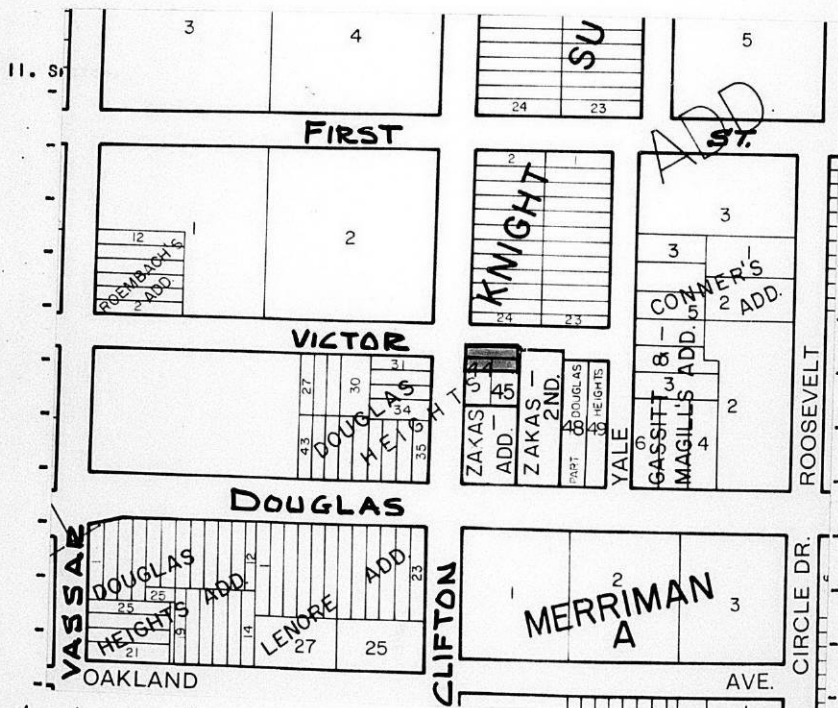 3
4
SU
5
11. S
24
23
FIRST
ST.
ADD
2
1
KNIGHT
3
1
2
12
ROEMBACH'S
ADD.
2
3
1
CONNER'S
ADD.
5
2
24
23
VICTOR
27
30
31
34
43
35
DOUGLAS
HEIGHTS
44
45
ZAKAS
ADD.
ZAKAS —
2ND.
DOUGLAS
HEIGHTS
48
49
PART
YALE
GASSITT & -
MAGILL'S ADD.
8
3
6
4
2
ROOSEVELT
DOUGLAS
VASSAR
1
12
1
23
DOUGLAS
HEIGHTS ADD.
25
25
21
19
14
LENORE ADD.
27
25
CLIFTON
1
2
3
MERRIMAN
A
CIRCLE DR.
OAKLAND
AVE.